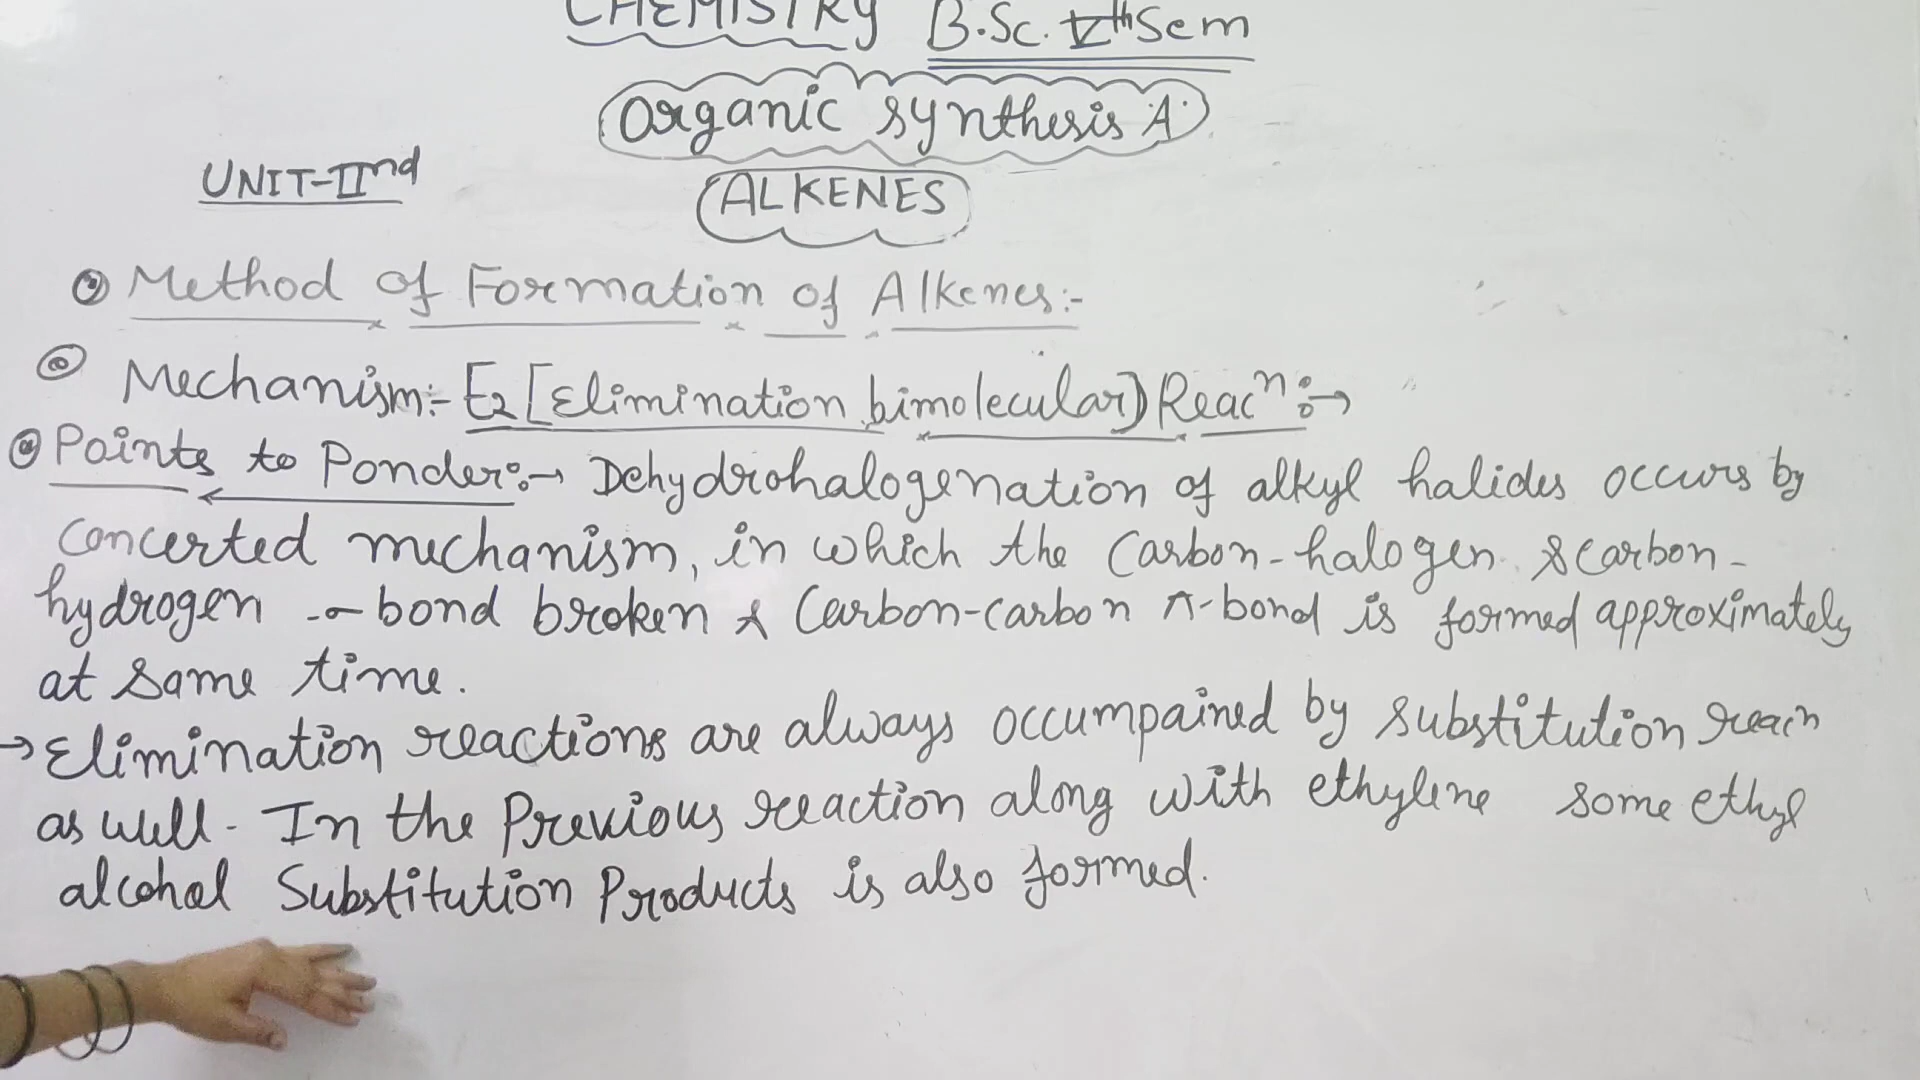 CHEMISTRY B.Sc. Vth Sem
Organic synthesis A
UNIT-IInd
ALKENES
Method of Formation of Alkenes:-
Mechanism:- E2 [Elimination bimolecular) Reacn:→
Points to Ponder:→ Dehydrohalogenation of alkyl halides occurs by
concerted mechanism, in which the Carbon-halogen & Carbon-
hydrogen σ-bond broken & Carbon-carbon π-bond is formed approximately
at same time.
→ Elimination reactions are always occumpained by substitution reacn
as well. In the Previous reaction along with ethylene some ethyl
alcohol Substitution Products is also formed.